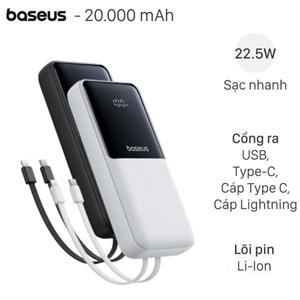 baseus - 20.000 mAh
22.5W
Sạc nhanh
Cổng ra
USB,
Type-C,
Cáp Type C,
Cáp Lightning
Lõi pin
Li-Ion
100%